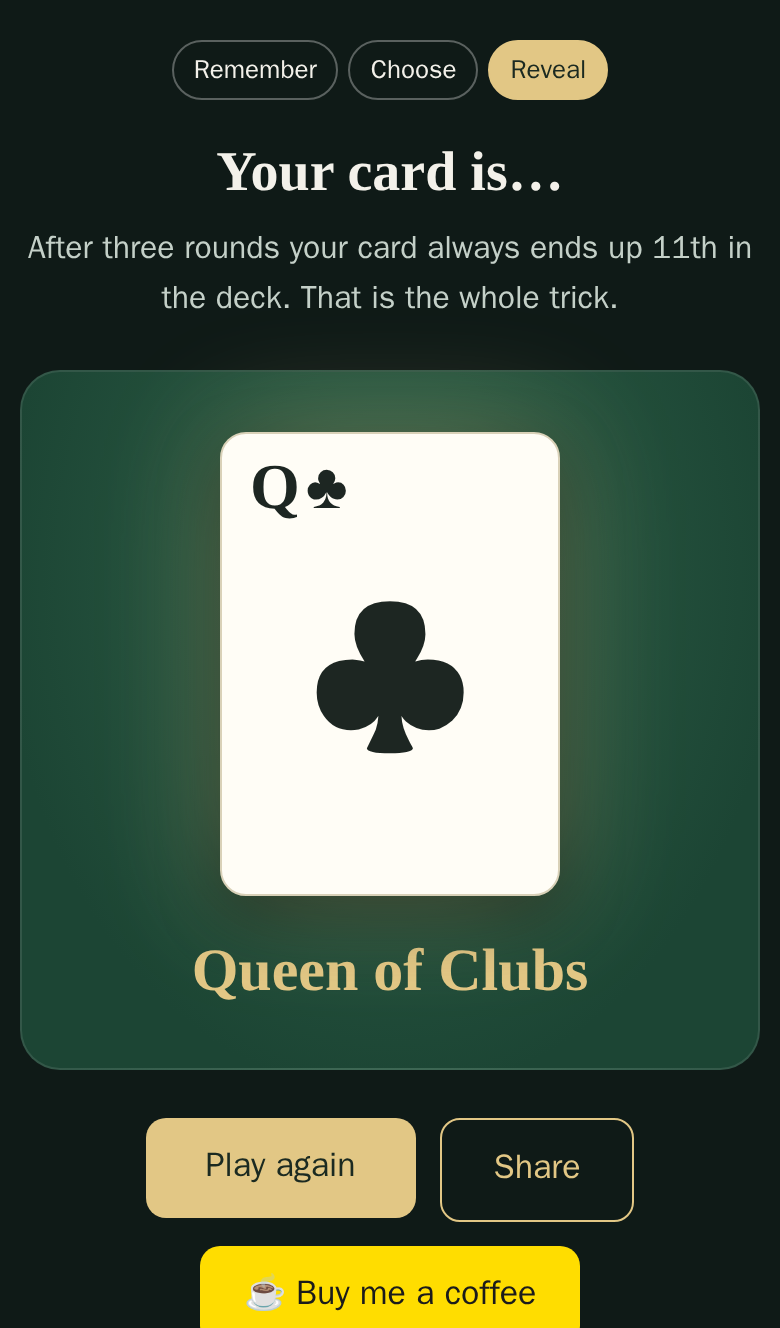 Remember Choose Reveal
Your card is…
After three rounds your card always ends up 11th in
the deck. That is the whole trick.
Q♣
Queen of Clubs
Play again Share
☕ Buy me a coffee